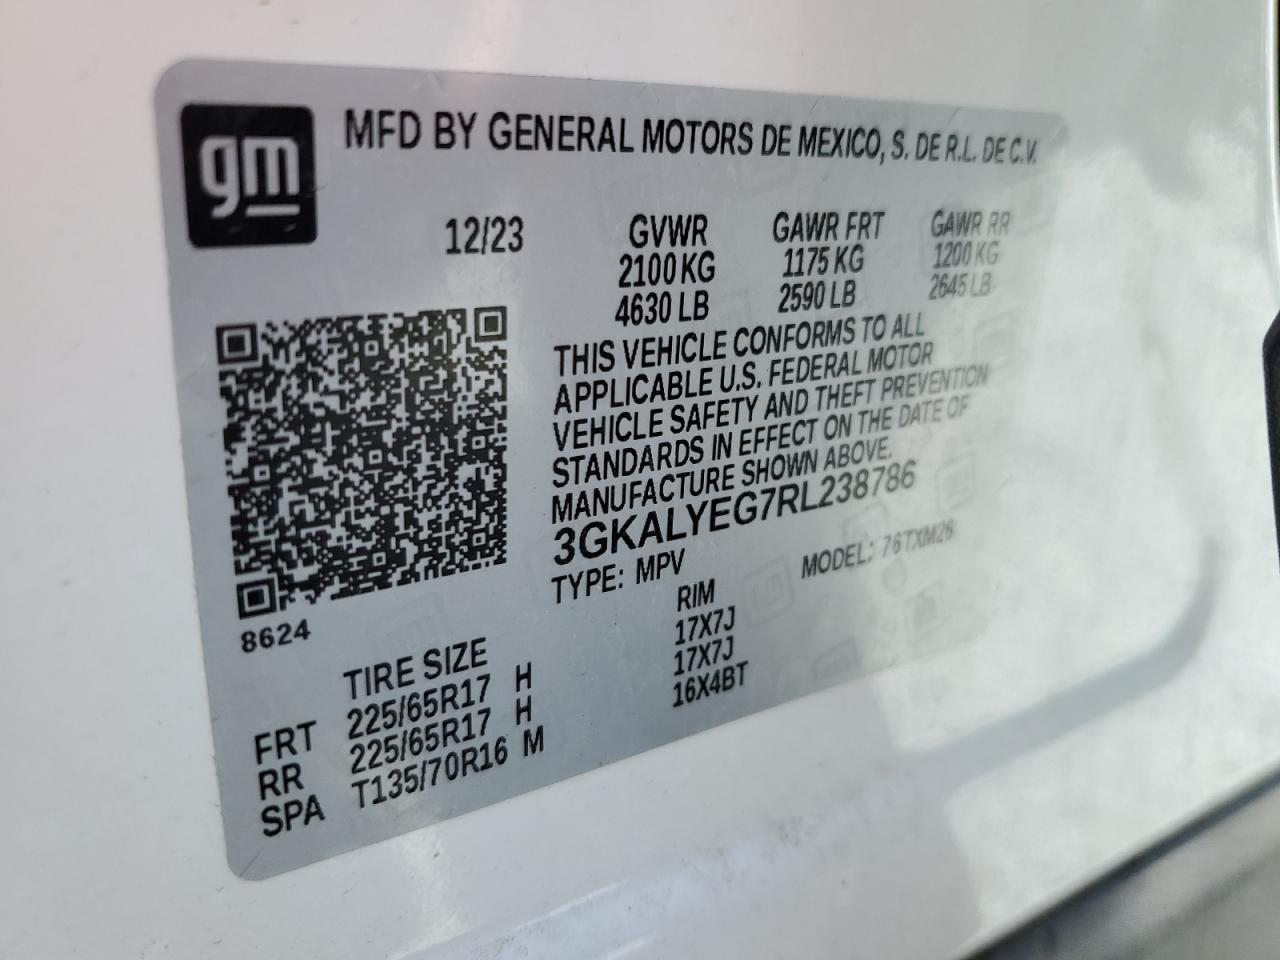 gm
MFD BY GENERAL MOTORS DE MEXICO, S. DE R.L. DE C.V.
12/23
GVWR GAWR FRT GAWR RR
2100 KG 1175 KG 1200 KG
4630 LB 2590 LB 2645 LB
THIS VEHICLE CONFORMS TO ALL
APPLICABLE U.S. FEDERAL MOTOR
VEHICLE SAFETY AND THEFT PREVENTION
STANDARDS IN EFFECT ON THE DATE OF
MANUFACTURE SHOWN ABOVE.
3GKALYEG7RL238786
TYPE: MPV MODEL: 76TXM26
8624
TIRE SIZE RIM
FRT 225/65R17 H 17X7J
RR 225/65R17 H 17X7J
SPA T135/70R16 M 16X4BT